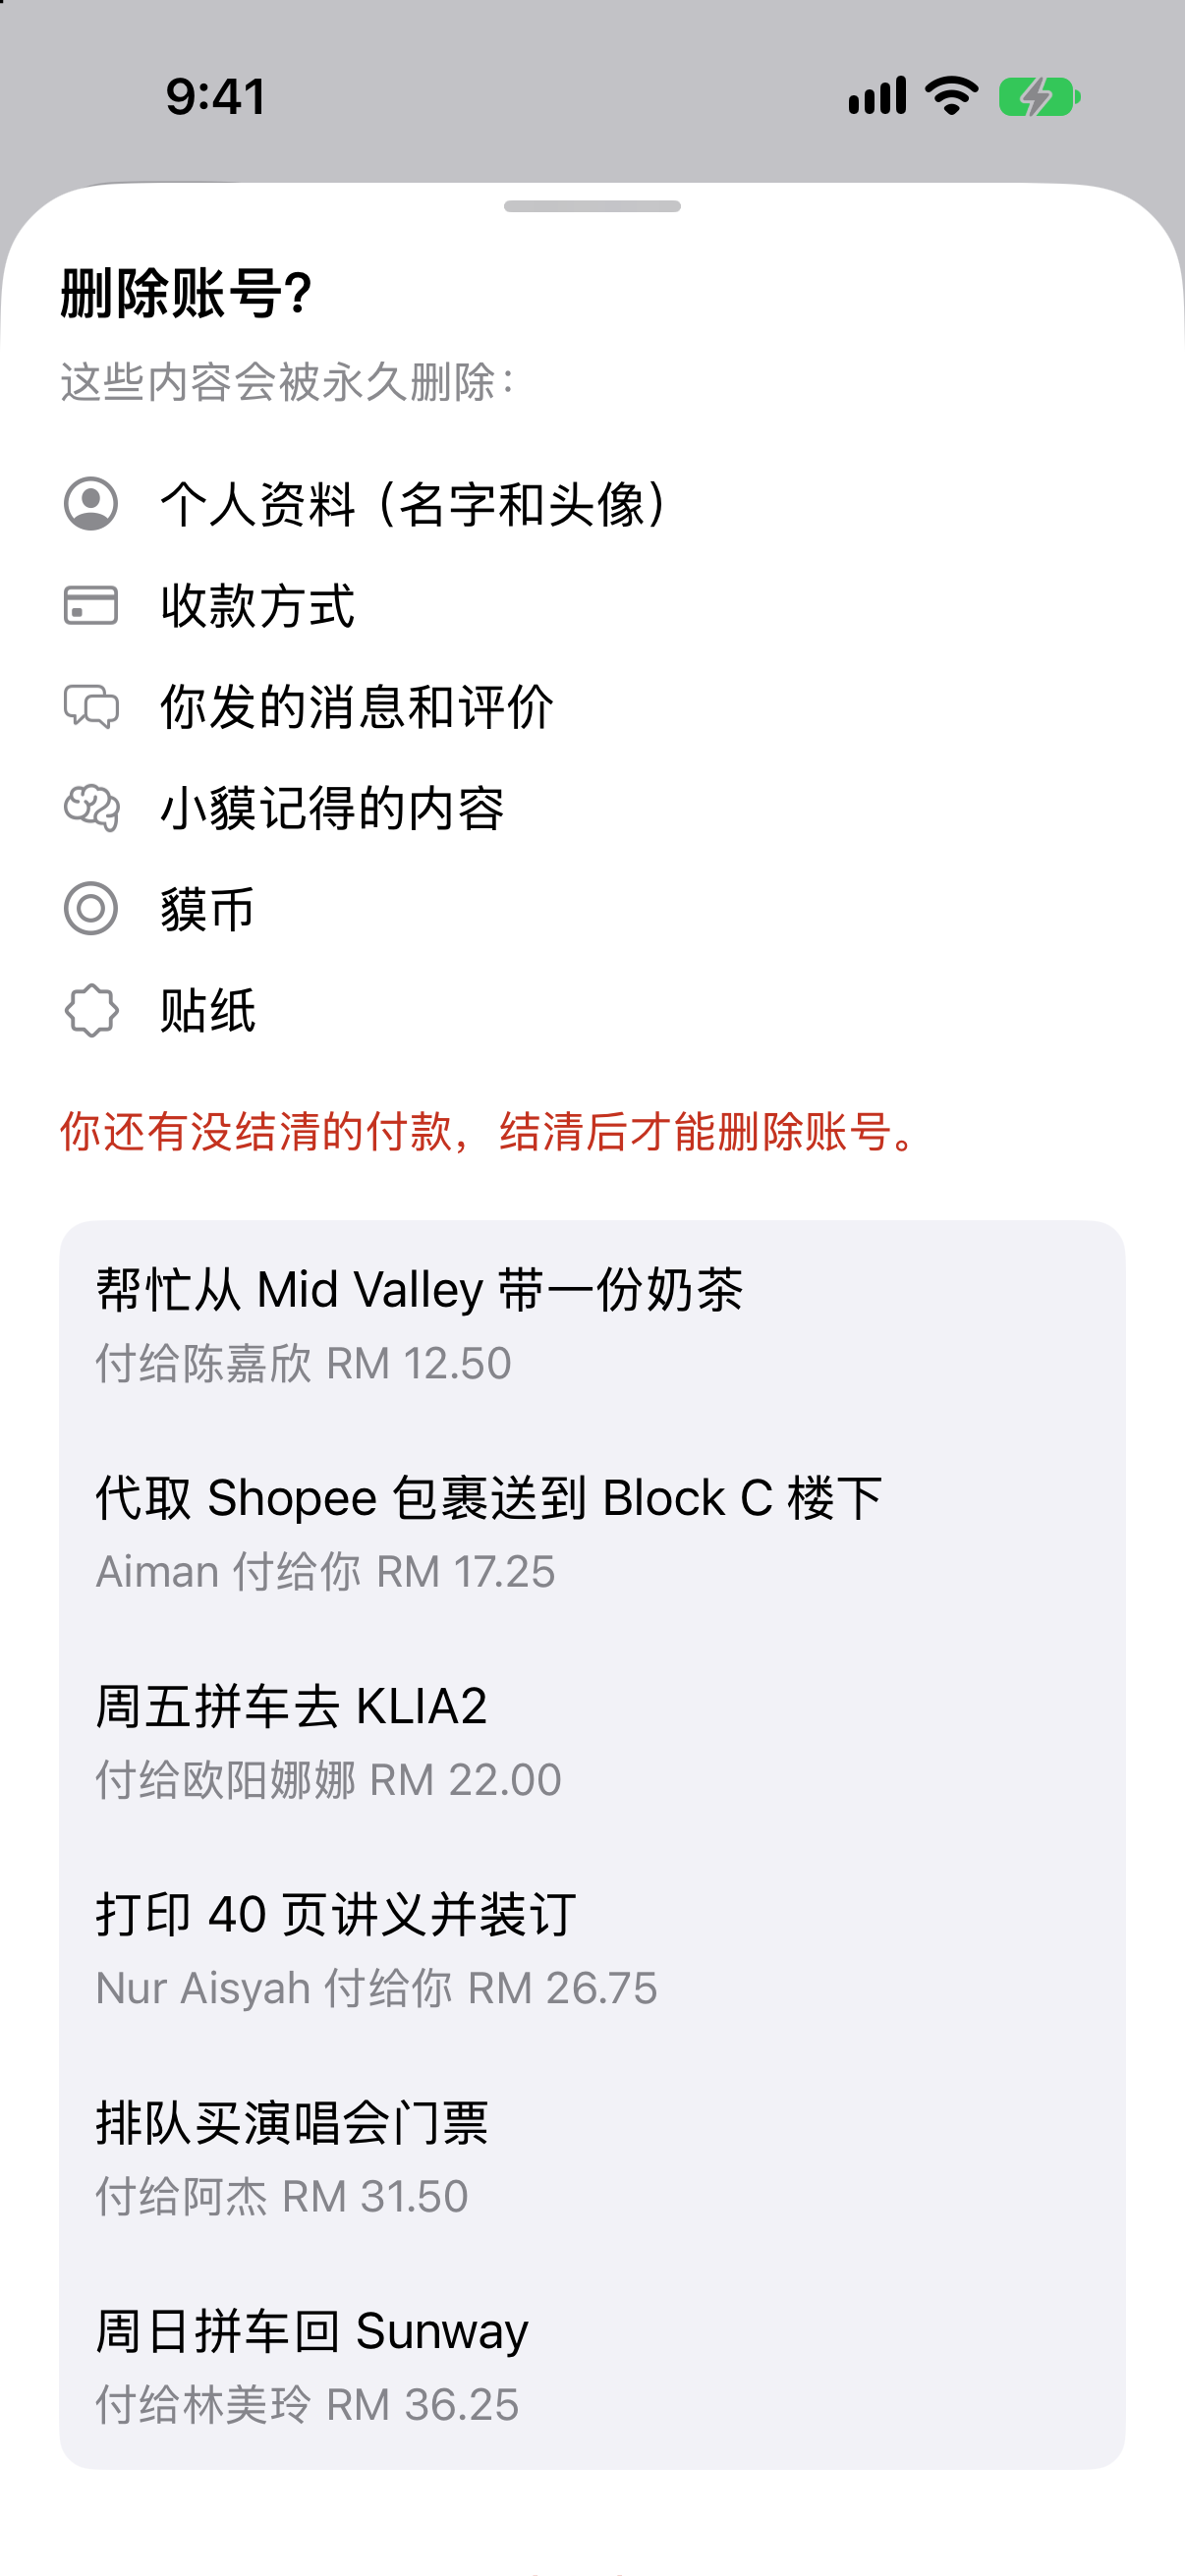 9:41
删除账号?
这些内容会被永久删除：
个人资料（名字和头像）
收款方式
你发的消息和评价
小貘记得的内容
貘币
贴纸
你还有没结清的付款，结清后才能删除账号。
帮忙从 Mid Valley 带一份奶茶
付给陈嘉欣 RM 12.50
代取 Shopee 包裹送到 Block C 楼下
Aiman 付给你 RM 17.25
周五拼车去 KLIA2
付给欧阳娜娜 RM 22.00
打印 40 页讲义并装订
Nur Aisyah 付给你 RM 26.75
排队买演唱会门票
付给阿杰 RM 31.50
周日拼车回 Sunway
付给林美玲 RM 36.25